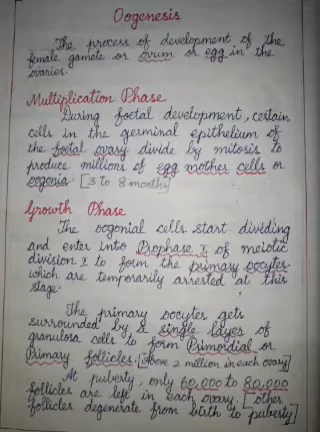 Oogenesis
The process of development of the
female gamete or ovum or egg in the
ovaries.
Multiplication Phase
During foetal development, certain
cells in the germinal epithelium of
the foetal ovary divide by mitosis to
produce millions of egg mother cells or
oogonia. [3 to 8 months]
Growth Phase
The oogonial cells start dividing
and enter into Prophase I of meiotic
division I to form the primary oocytes.
which are temporarily arrested at this
stage.
The primary oocytes gets
surrounded by a single layer of
granulosa cells to form Primordial or
Primary follicles. [above 2 million in each ovary]
At puberty, only 60,000 to 80,000
follicles are left in each ovary. [other
follicles degenerate from birth to puberty]